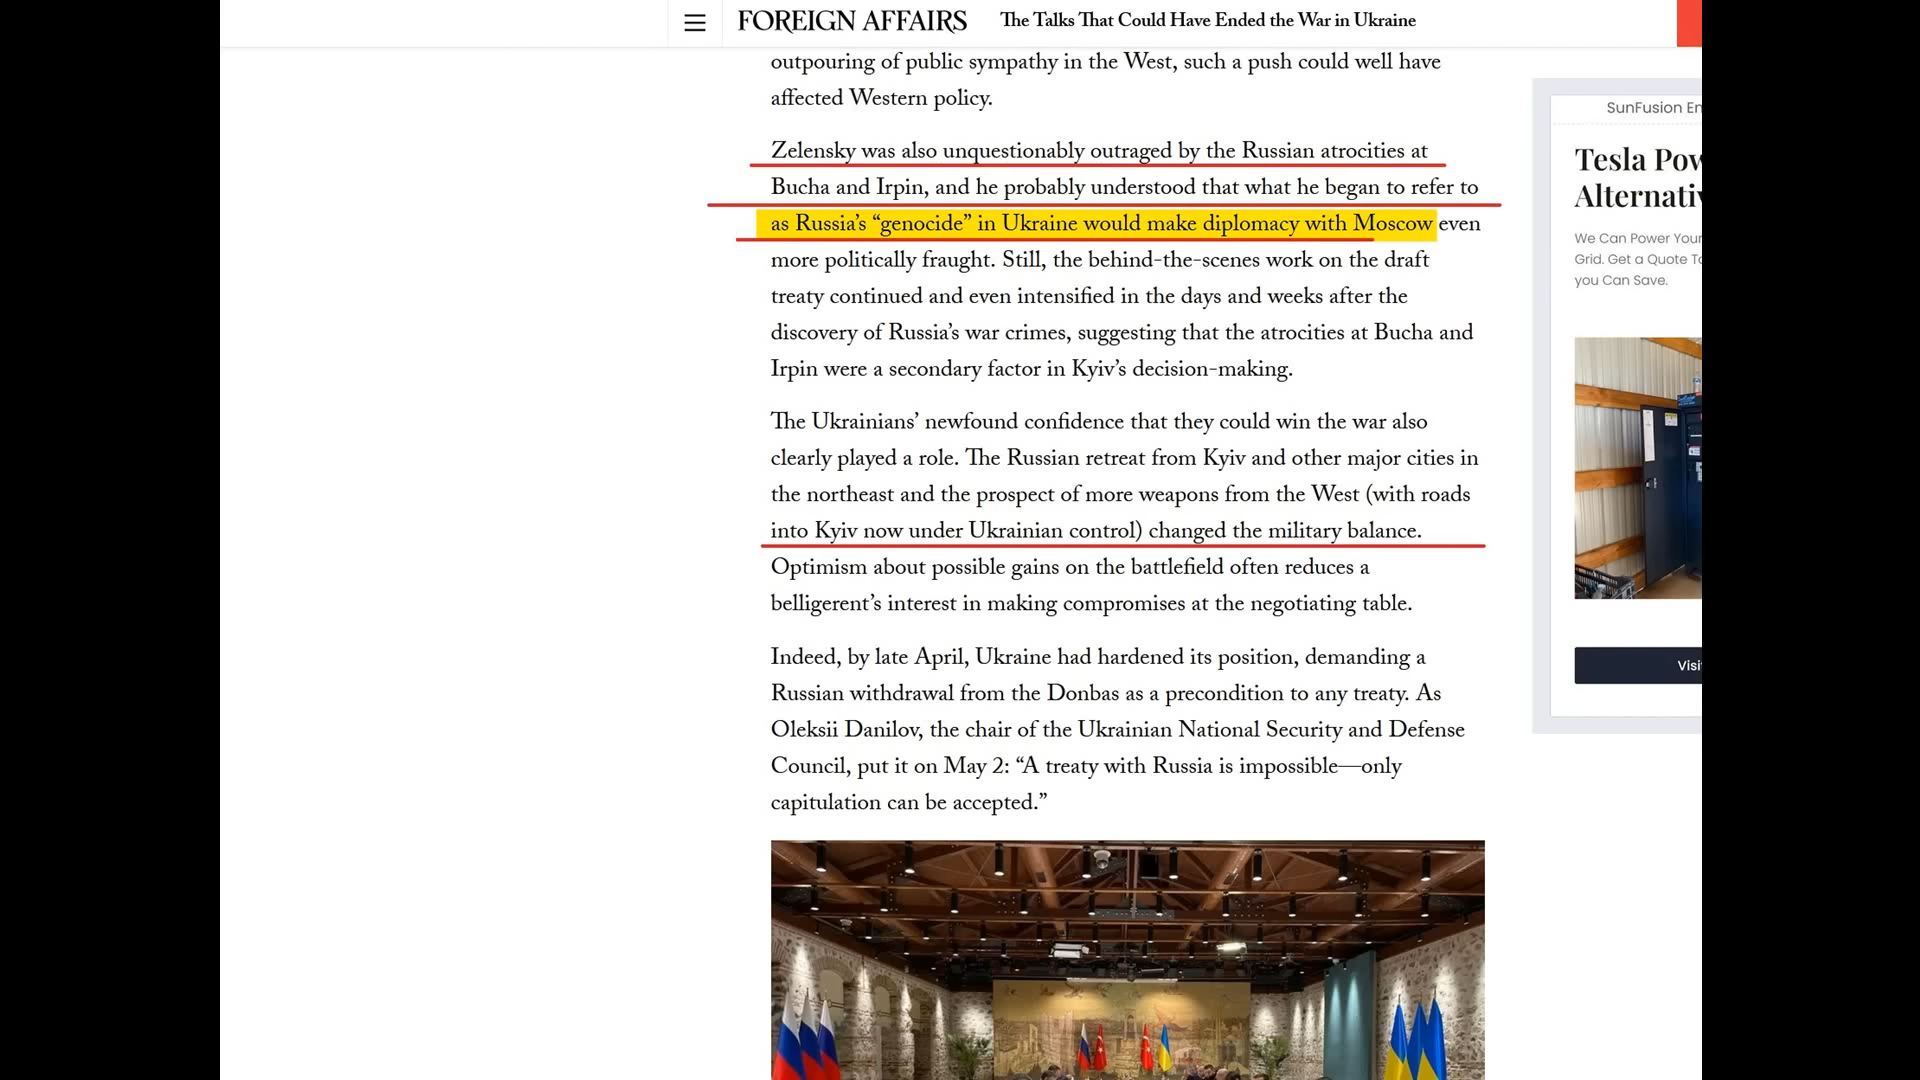 FOREIGN AFFAIRS
The Talks That Could Have Ended the War in Ukraine
outpouring of public sympathy in the West, such a push could well have
affected Western policy.
Zelensky was also unquestionably outraged by the Russian atrocities at
Bucha and Irpin, and he probably understood that what he began to refer to
as Russia’s “genocide” in Ukraine would make diplomacy with Moscow even
more politically fraught. Still, the behind-the-scenes work on the draft
treaty continued and even intensified in the days and weeks after the
discovery of Russia’s war crimes, suggesting that the atrocities at Bucha and
Irpin were a secondary factor in Kyiv’s decision-making.
The Ukrainians’ newfound confidence that they could win the war also
clearly played a role. The Russian retreat from Kyiv and other major cities in
the northeast and the prospect of more weapons from the West (with roads
into Kyiv now under Ukrainian control) changed the military balance.
Optimism about possible gains on the battlefield often reduces a
belligerent’s interest in making compromises at the negotiating table.
Indeed, by late April, Ukraine had hardened its position, demanding a
Russian withdrawal from the Donbas as a precondition to any treaty. As
Oleksii Danilov, the chair of the Ukrainian National Security and Defense
Council, put it on May 2: “A treaty with Russia is impossible—only
capitulation can be accepted.”
SunFusion En
Tesla Pow
Alternativ
We Can Power Your
Grid. Get a Quote To
you Can Save.
Visi